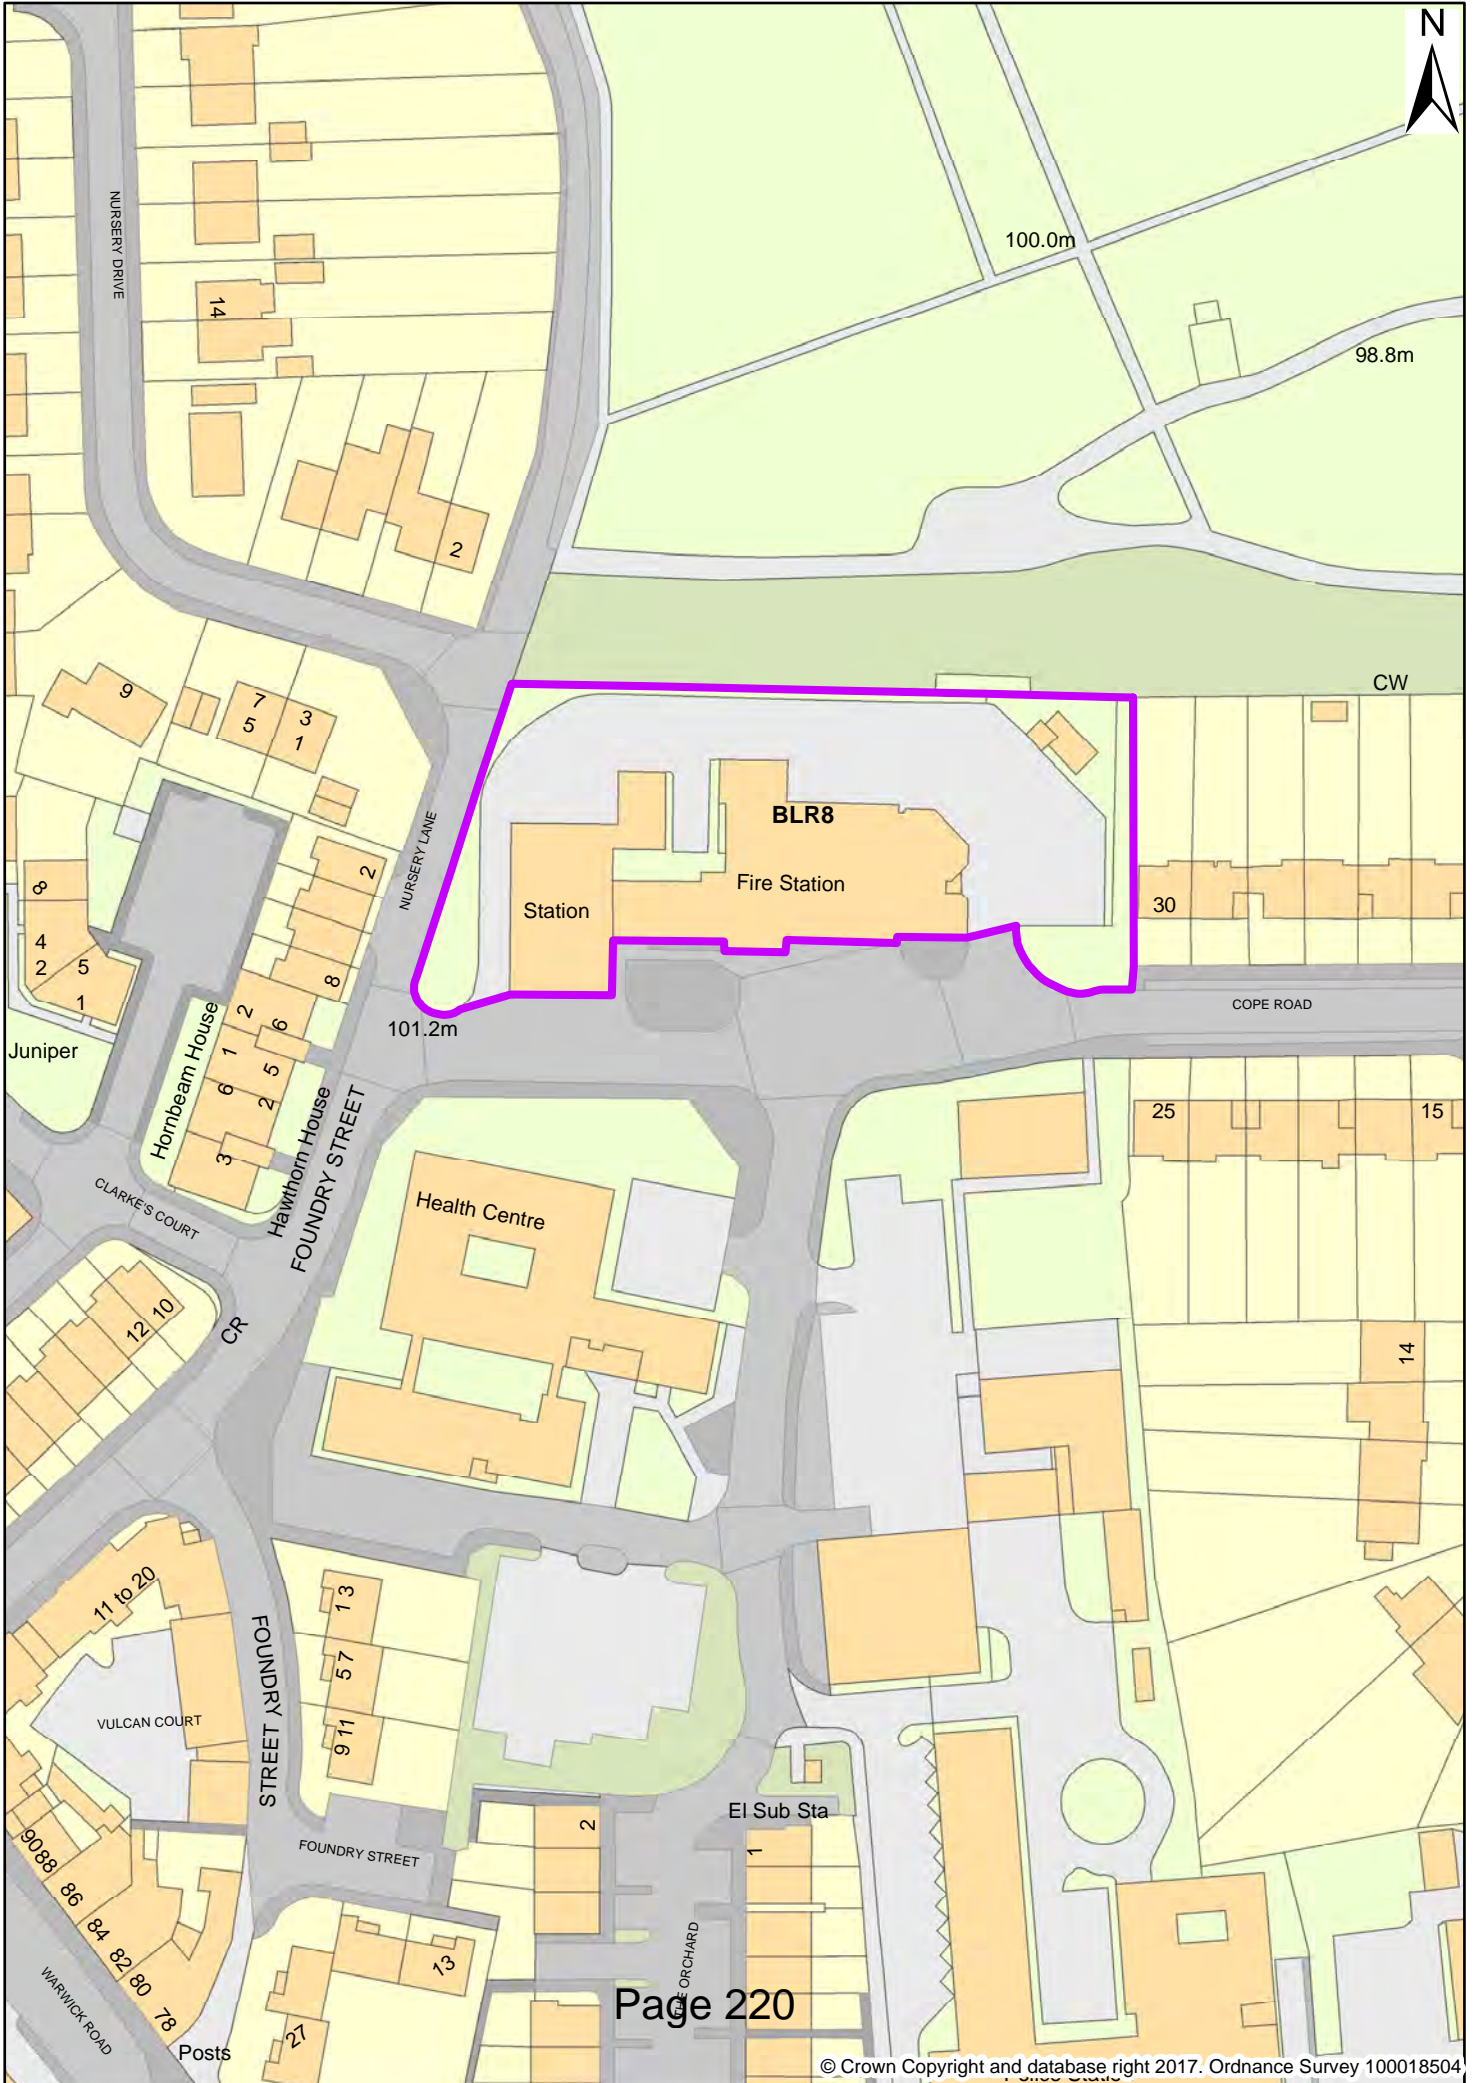 N
NURSERY DRIVE
100.0m
14
98.8m
2
CW
9
7
5
3
1
NURSERY LANE
BLR8
2
Fire Station
Station
30
8
4
2
5
1
8
COPE ROAD
101.2m
Juniper
Hornbeam House
2
6
1
5
6
2
3
Hawthorn House
FOUNDRY STREET
25
15
CLARKE'S COURT
Health Centre
10
12
CR
14
11 to 20
1 3
5 7
9 11
FOUNDRY
STREET
VULCAN COURT
El Sub Sta
2
1
FOUNDRY STREET
9088
86
84
82
80
78
WARWICK ROAD
Posts
13
27
THE ORCHARD
Page 220
© Crown Copyright and database right 2017. Ordnance Survey 100018504